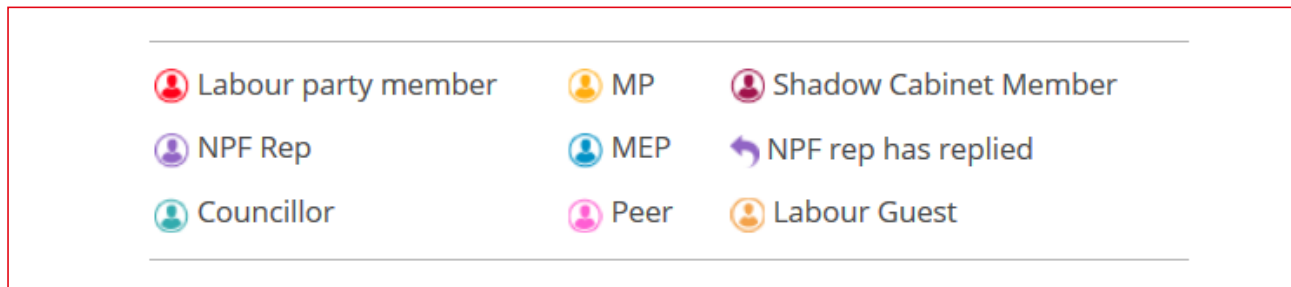 Labour party member MP Shadow Cabinet Member
NPF Rep MEP NPF rep has replied
Councillor Peer Labour Guest